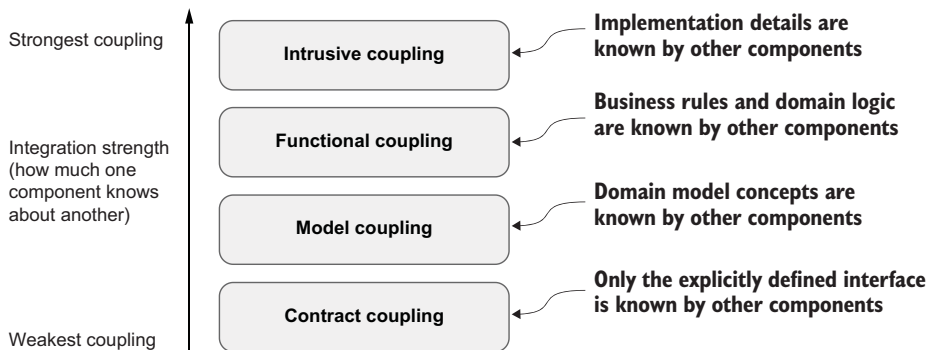 Strongest coupling
Intrusive coupling
Implementation details are
known by other components
Integration strength
(how much one
component knows
about another)
Functional coupling
Business rules and domain logic
are known by other components
Model coupling
Domain model concepts are
known by other components
Contract coupling
Only the explicitly defined interface
is known by other components
Weakest coupling